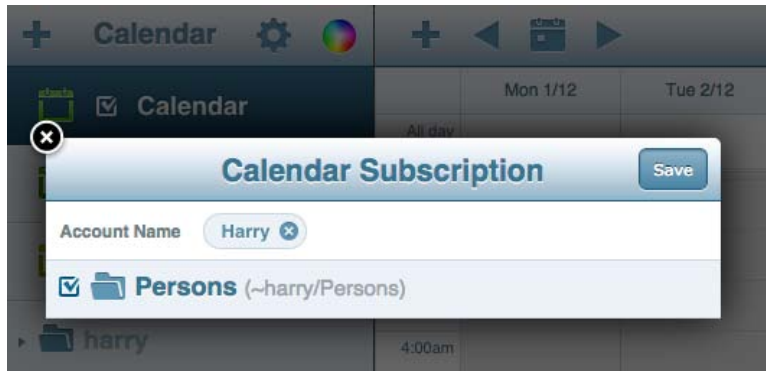 Calendar
Mon 1/12 Tue 2/12
Calendar
All day
Calendar Subscription
Save
Account Name Harry
Persons (~harry/Persons)
harry
4:00am